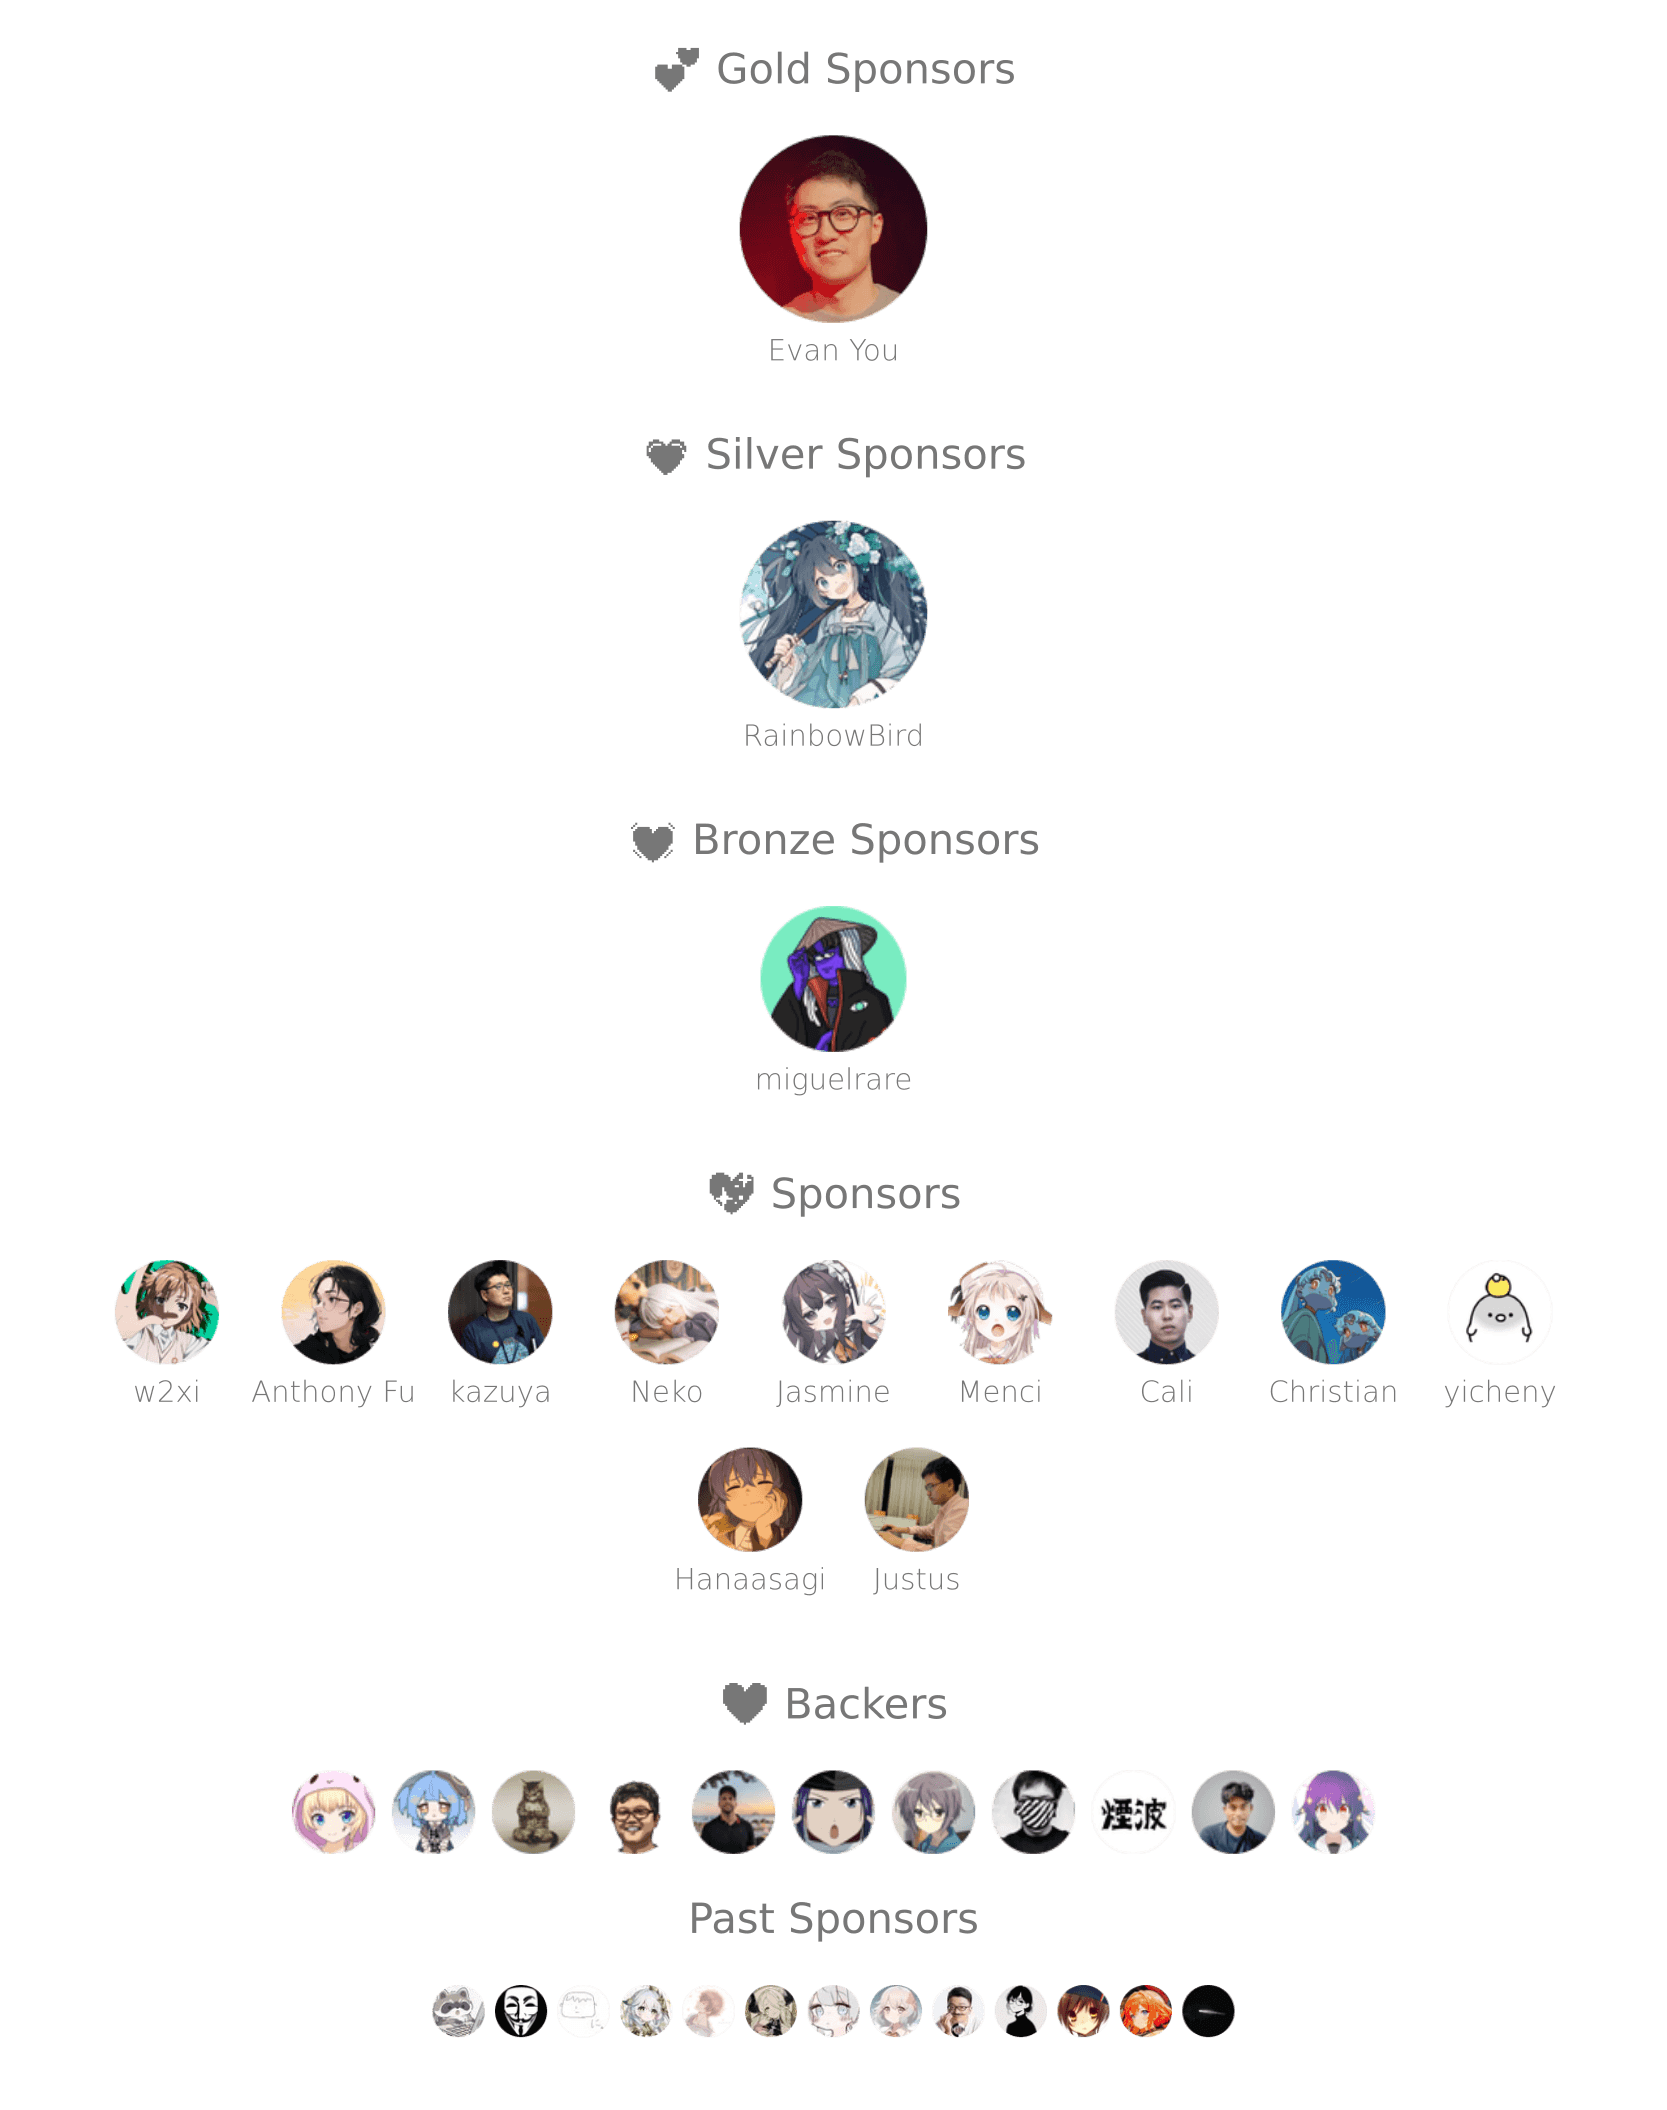 Gold Sponsors
Evan You
Silver Sponsors
RainbowBird
Bronze Sponsors
miguelrare
Sponsors
w2xi Anthony Fu kazuya Neko Jasmine Menci Cali Christian yicheny
Hanaasagi Justus
Backers
煙波
Past Sponsors